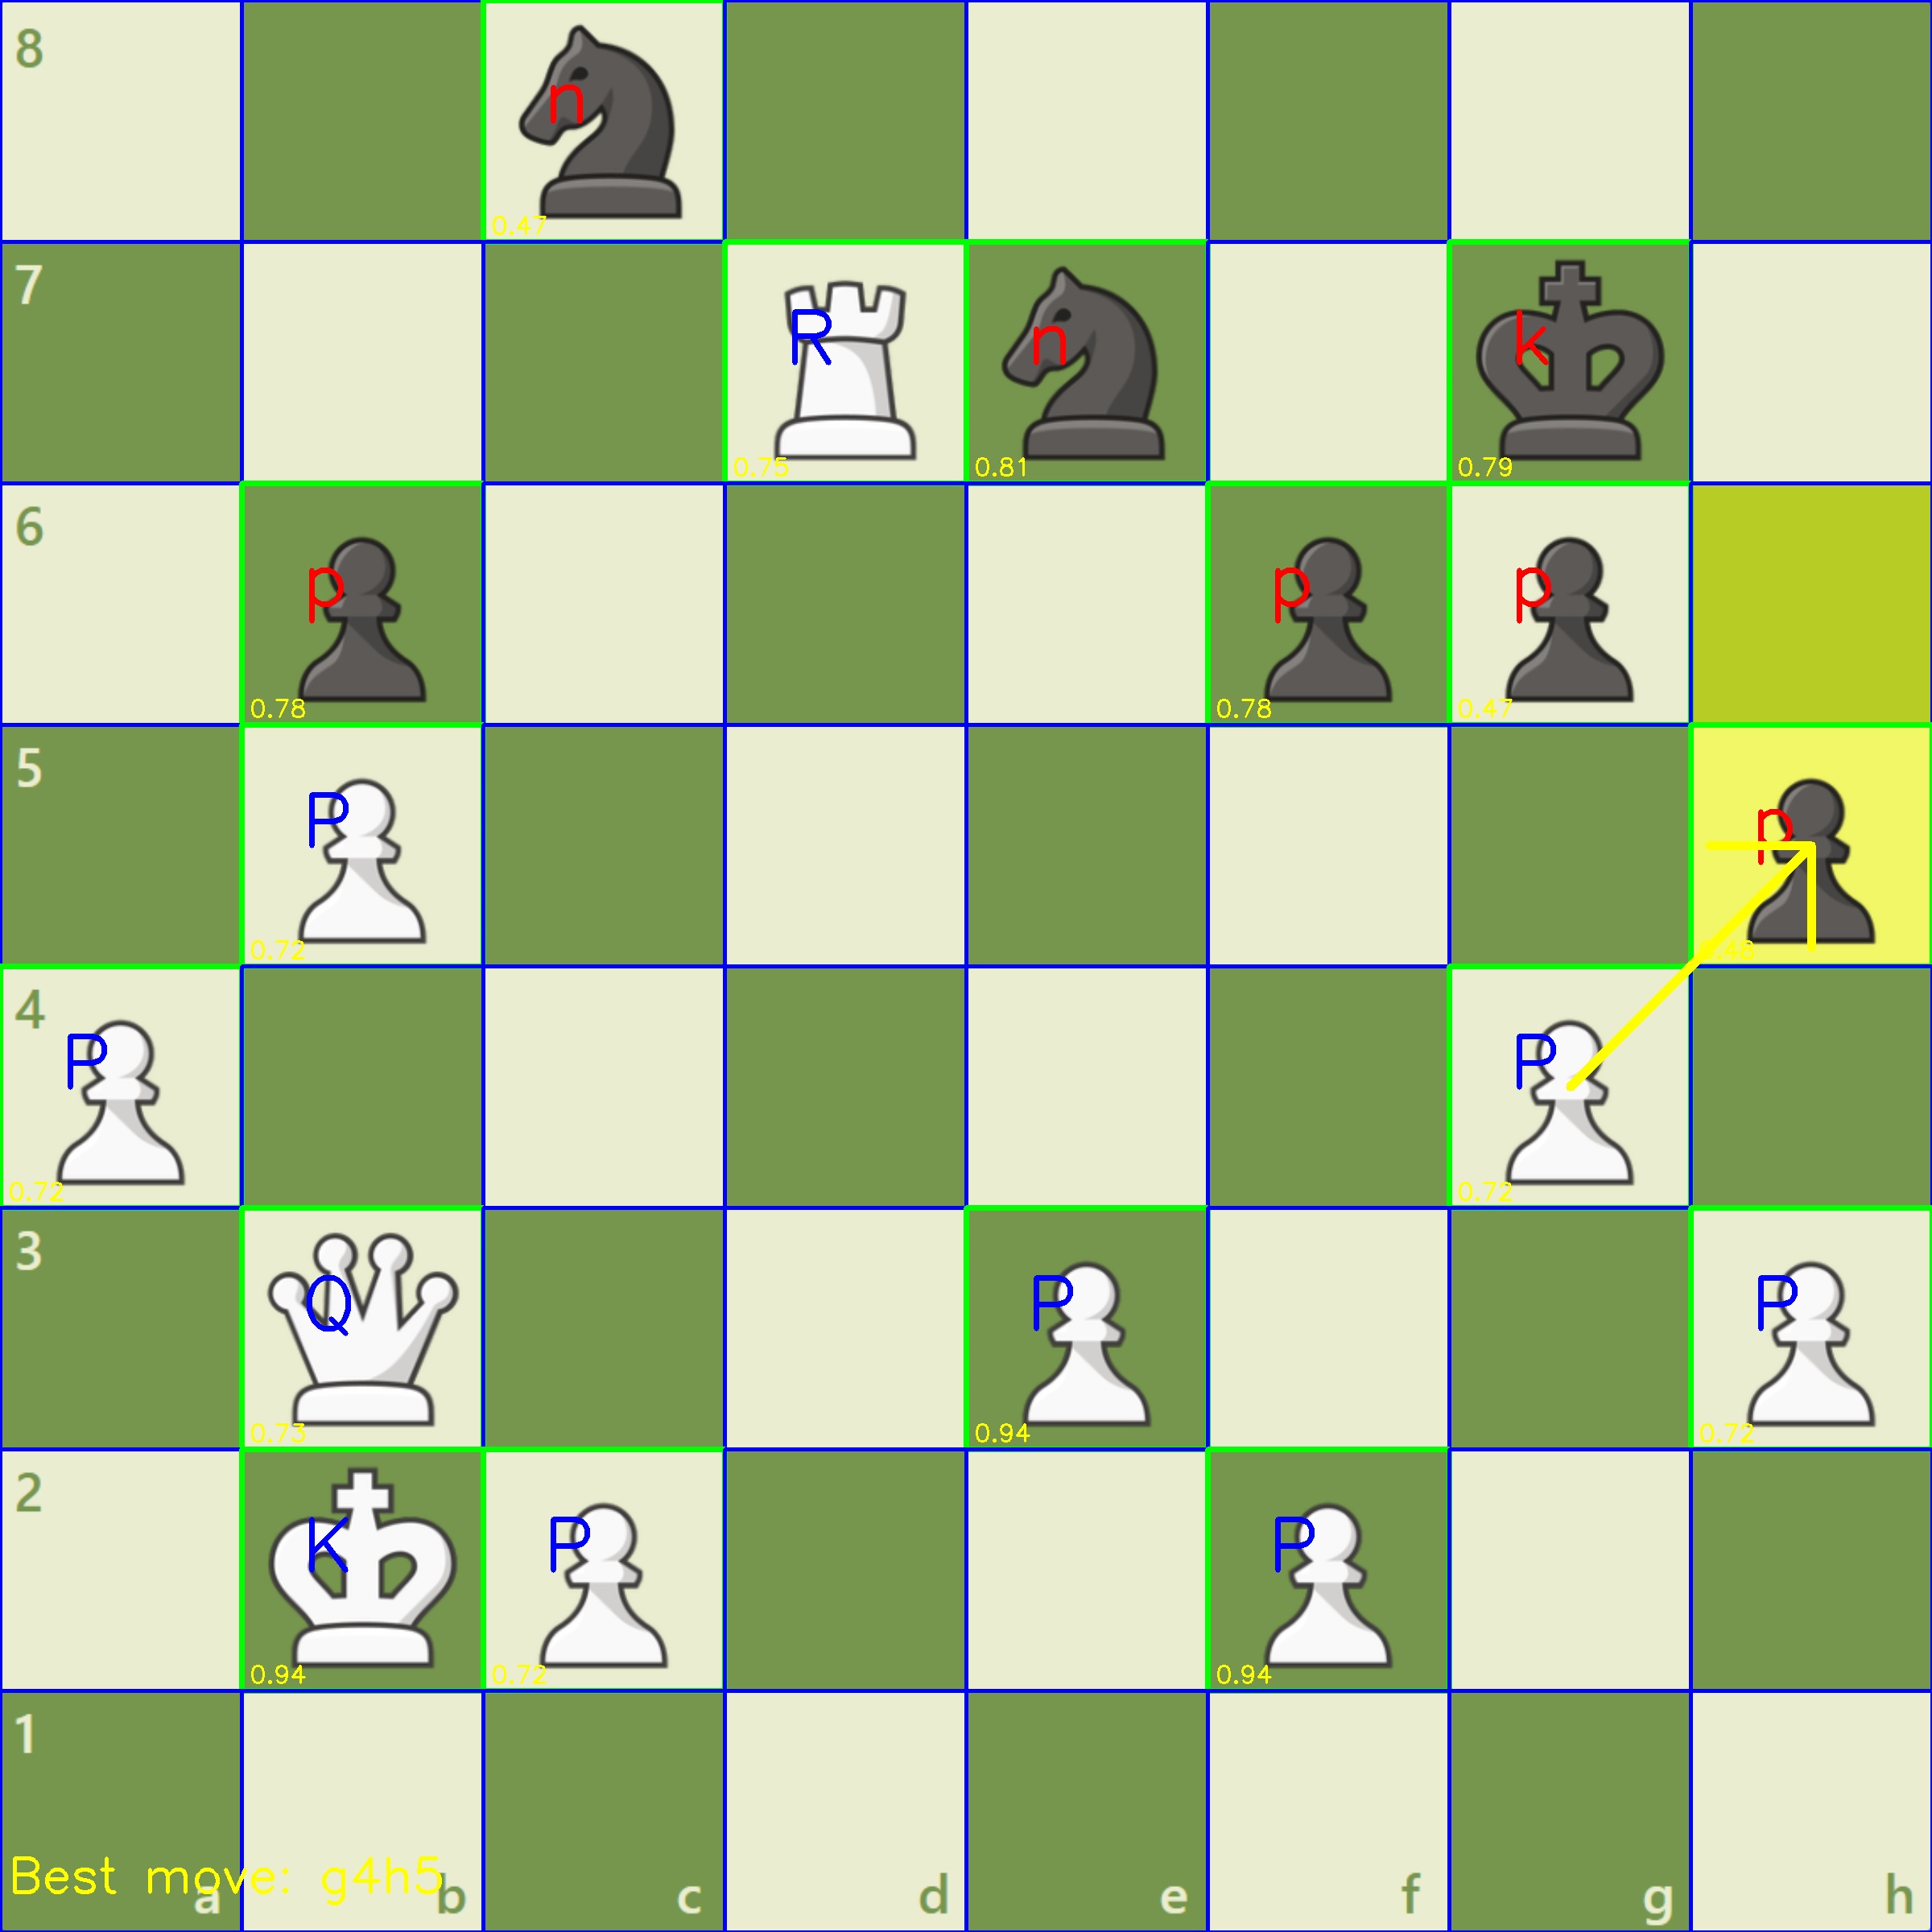 8 n
0.47
7 R n k
0.75 0.81 0.79
6 p p p
0.78 0.78 0.47
5 P p
0.72 0.48
4 P P
0.72 0.72
3 Q P P
0.73 0.94 0.72
2 K P P
0.94 0.72 0.94
1
Best move: g4h5
a b c d e f g h